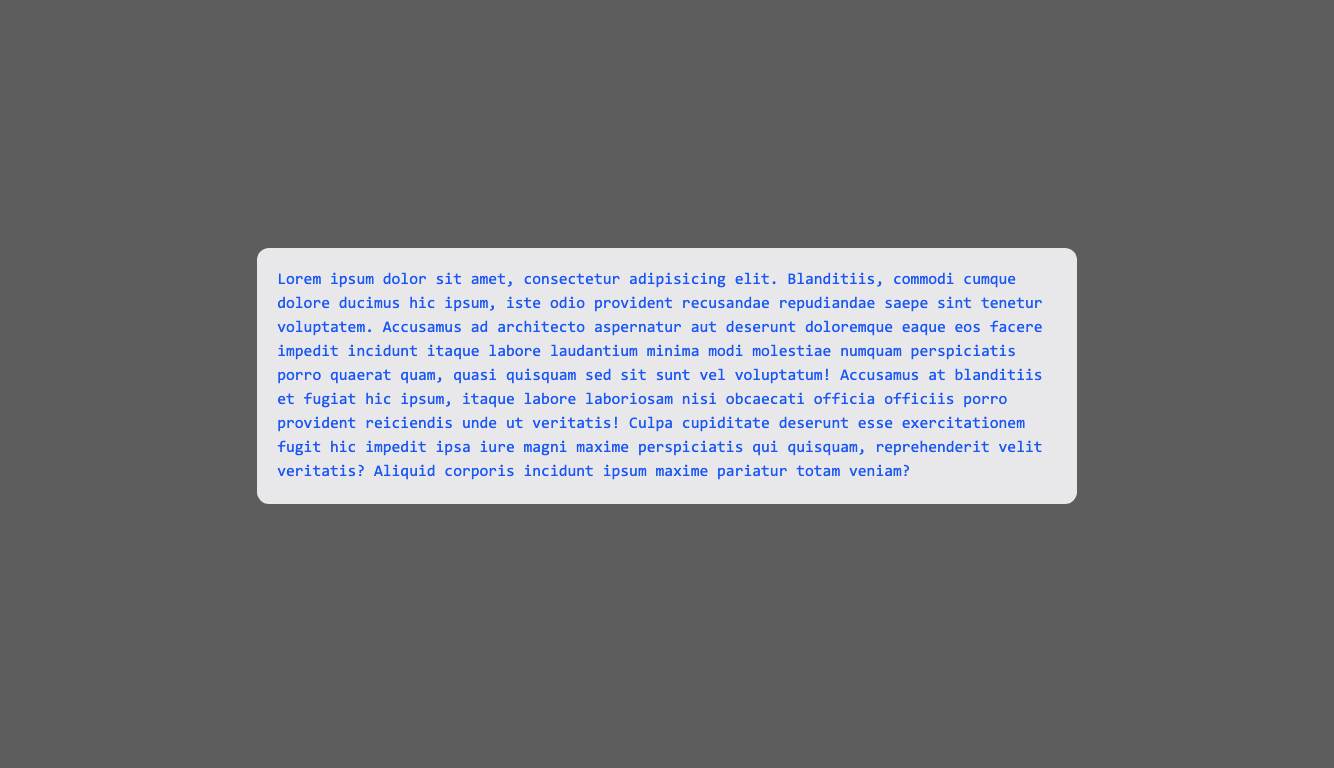 Lorem ipsum dolor sit amet, consectetur adipisicing elit. Blanditiis, commodi cumque
dolore ducimus hic ipsum, iste odio provident recusandae repudiandae saepe sint tenetur
voluptatem. Accusamus ad architecto aspernatur aut deserunt doloremque eaque eos facere
impedit incidunt itaque labore laudantium minima modi molestiae numquam perspiciatis
porro quaerat quam, quasi quisquam sed sit sunt vel voluptatum! Accusamus at blanditiis
et fugiat hic ipsum, itaque labore laboriosam nisi obcaecati officia officiis porro
provident reiciendis unde ut veritatis! Culpa cupiditate deserunt esse exercitationem
fugit hic impedit ipsa iure magni maxime perspiciatis qui quisquam, reprehenderit velit
veritatis? Aliquid corporis incidunt ipsum maxime pariatur totam veniam?